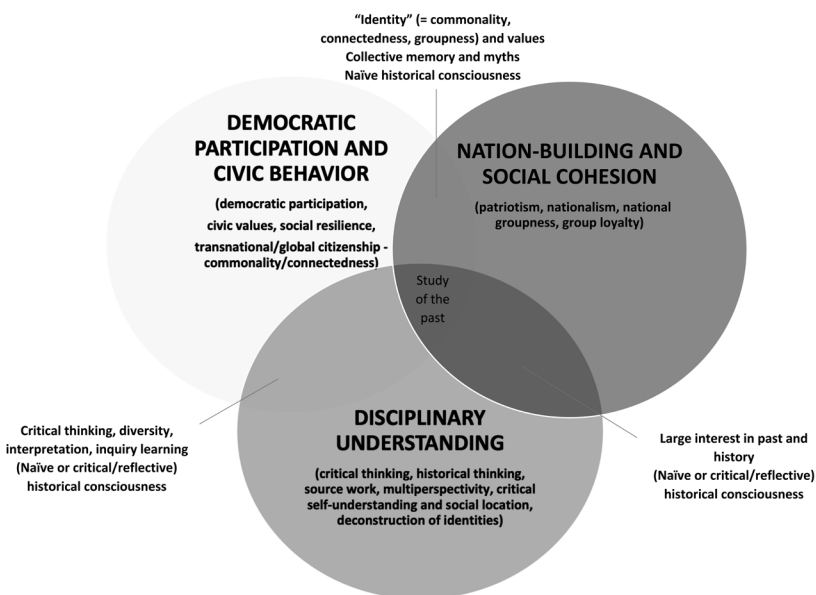 “Identity” (= commonality,
connectedness, groupness) and values
Collective memory and myths
Naïve historical consciousness
DEMOCRATIC
PARTICIPATION AND
CIVIC BEHAVIOR
(democratic participation,
civic values, social resilience,
transnational/global citizenship -
commonality/connectedness)
NATION-BUILDING AND
SOCIAL COHESION
(patriotism, nationalism, national
groupness, group loyalty)
Study
of the
past
DISCIPLINARY
UNDERSTANDING
(critical thinking, historical thinking,
source work, multiperspectivity, critical
self-understanding and social location,
deconstruction of identities)
Critical thinking, diversity,
interpretation, inquiry learning
(Naïve or critical/reflective)
historical consciousness
Large interest in past and
history
(Naïve or critical/reflective)
historical consciousness